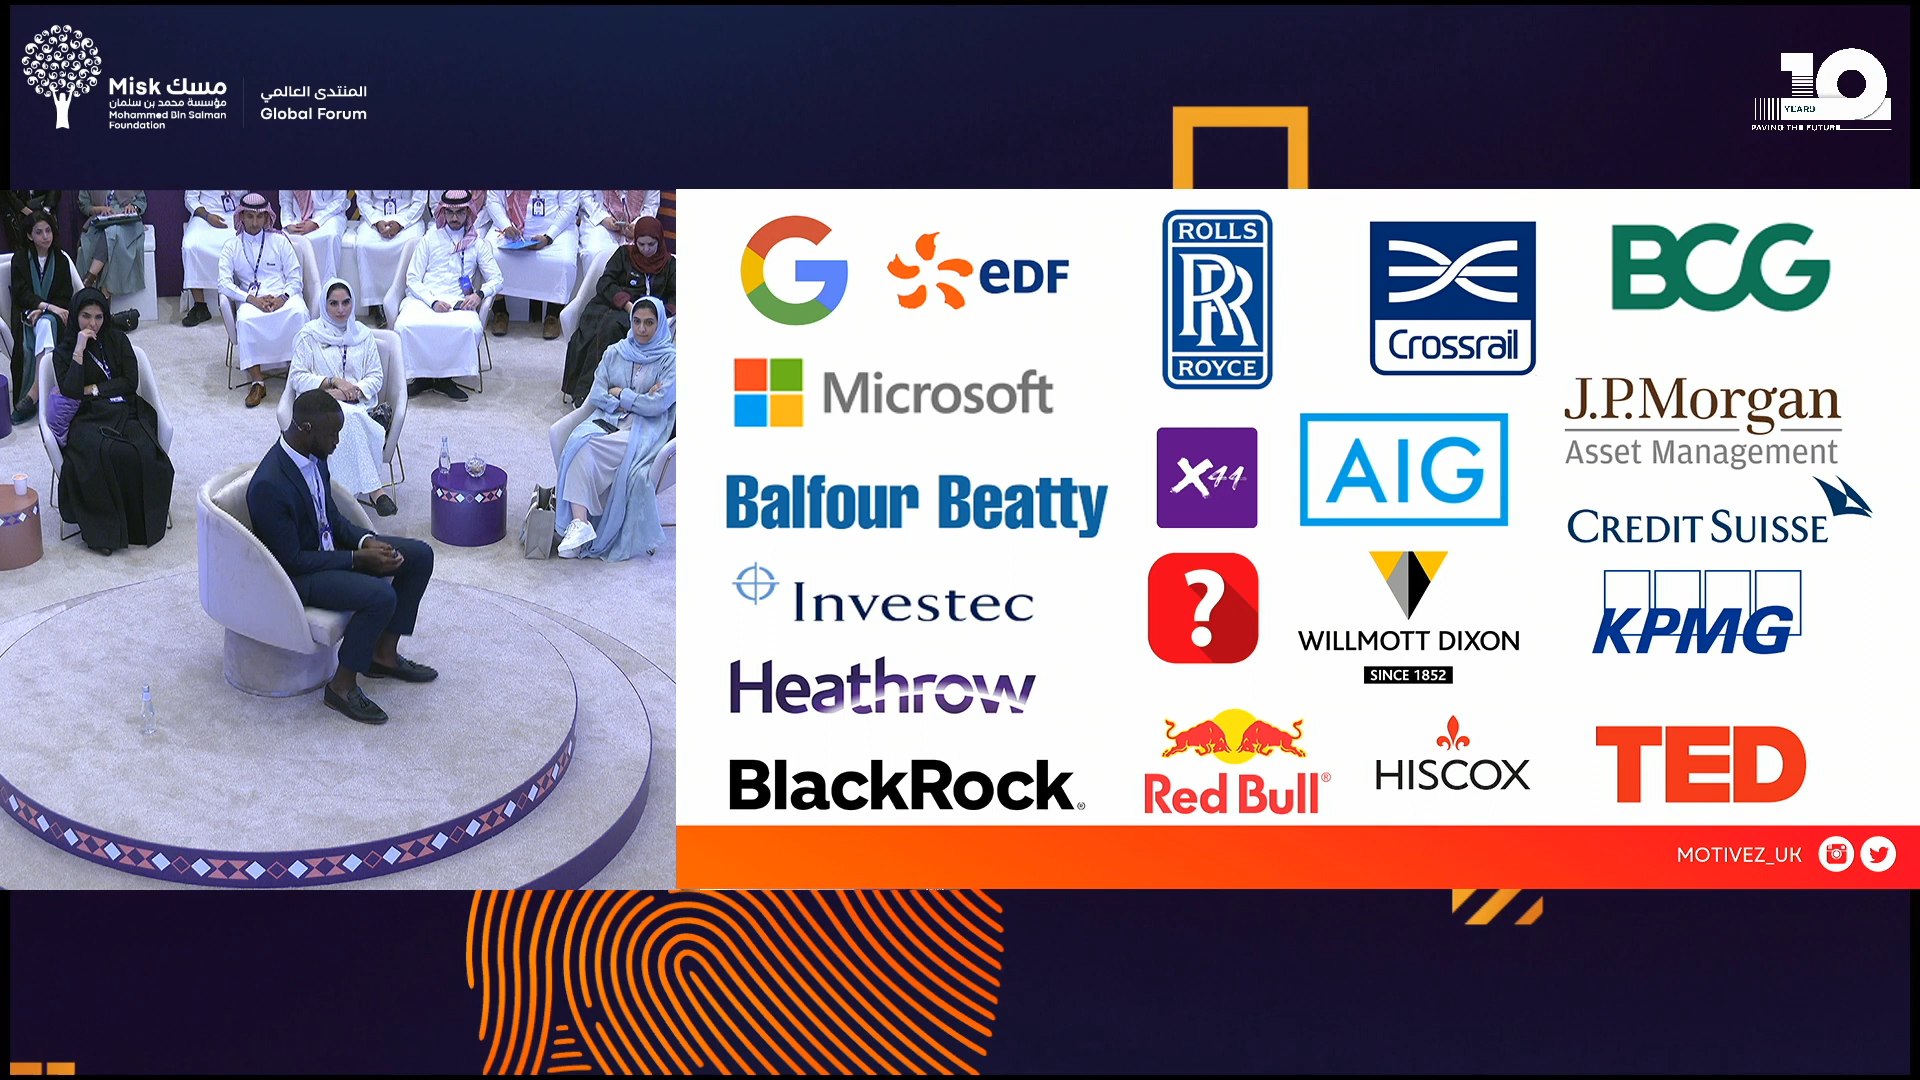 Misk مسك
مؤسسة محمد بن سلمان
Mohammed Bin Salman
Foundation
المنتدى العالمي
Global Forum
10
YEARS
PAVING THE FUTURE
G
eDF
Microsoft
Balfour Beatty
Investec
Heathrow
BlackRock®
ROLLS
RR
ROYCE
X44
?
Red Bull®
Crossrail
AIG
WILLMOTT DIXON
SINCE 1852
HISCOX
BCG
J.P.Morgan
Asset Management
CREDIT SUISSE
KPMG
TED
MOTIVEZ_UK